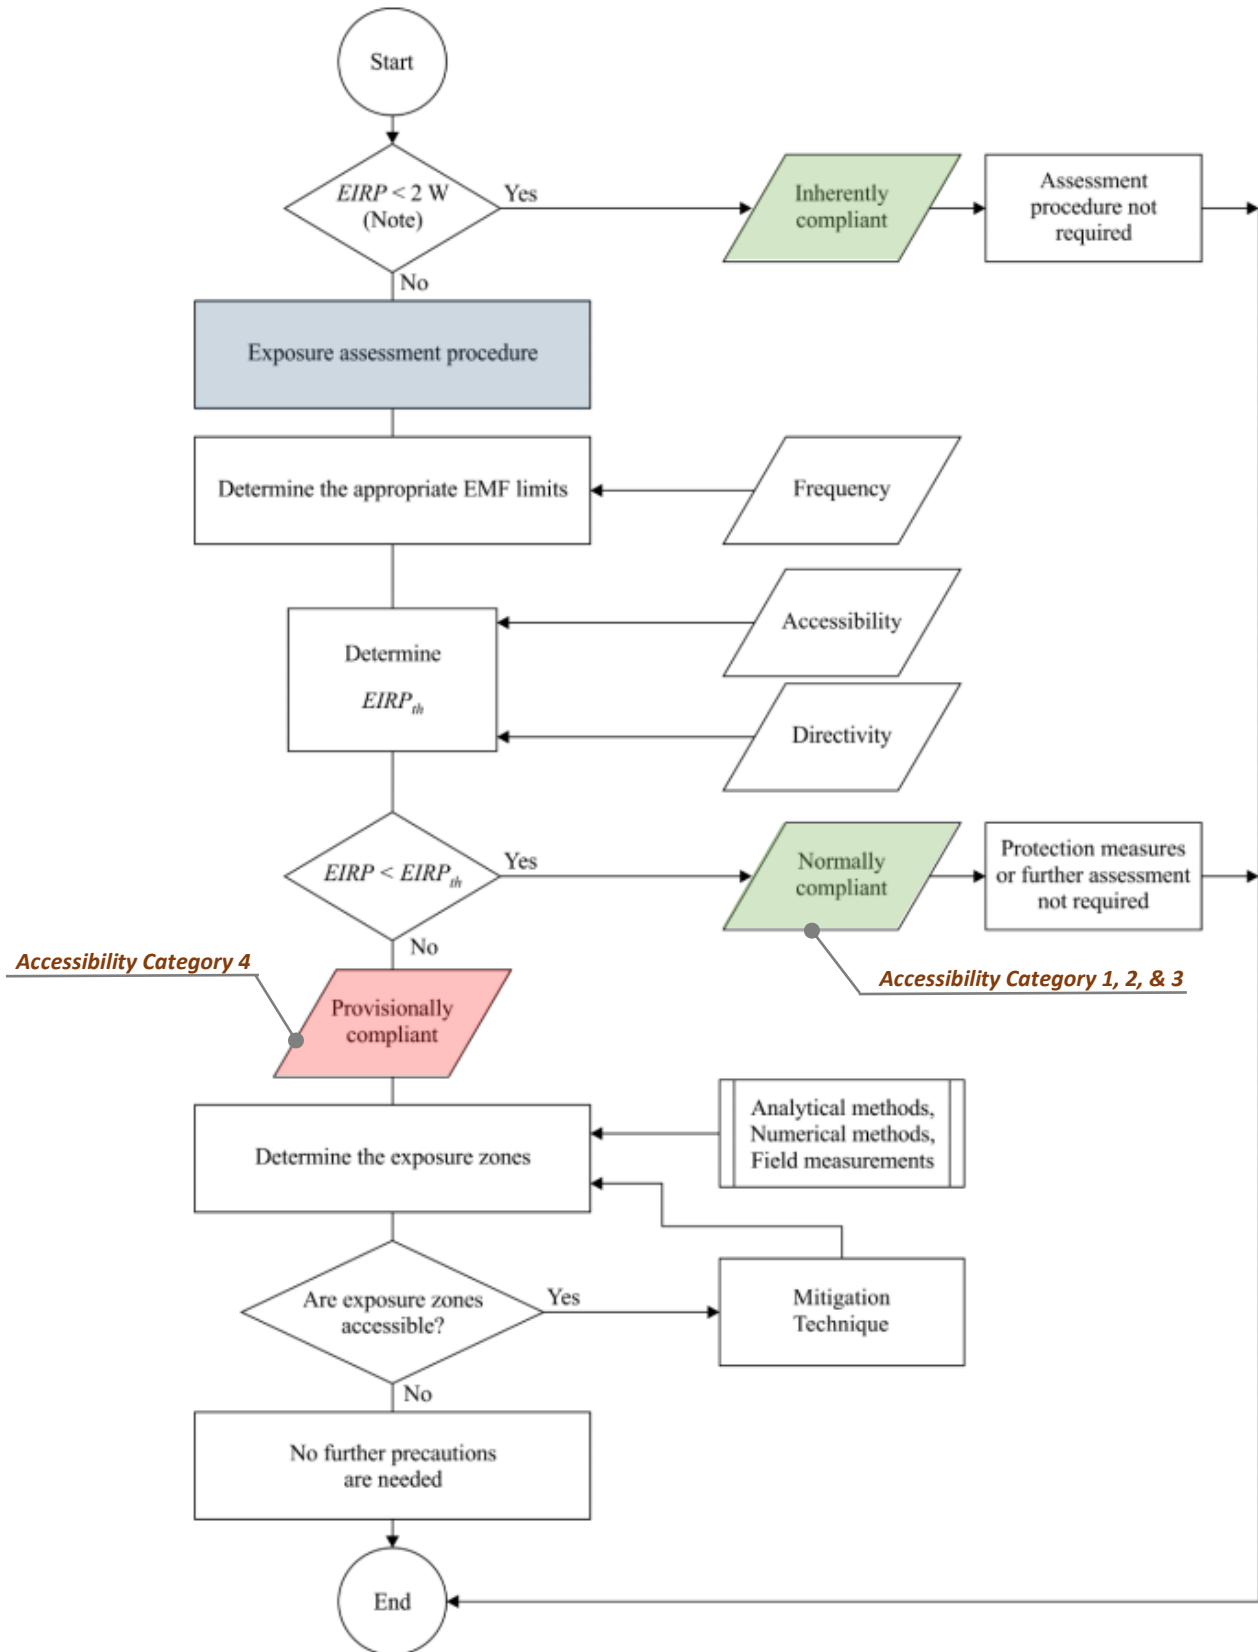 Start
EIRP < 2 W
(Note)
Yes
Inherently
compliant
Assessment
procedure not
required
No
Exposure assessment procedure
Determine the appropriate EMF limits
Frequency
Accessibility
Determine
EIRPth
Directivity
EIRP < EIRPth
Yes
Normally
compliant
Protection measures
or further assessment
not required
No
Accessibility Category 4
Accessibility Category 1, 2, & 3
Provisionally
compliant
Analytical methods,
Numerical methods,
Field measurements
Determine the exposure zones
Are exposure zones
accessible?
Yes
Mitigation
Technique
No
No further precautions
are needed
End